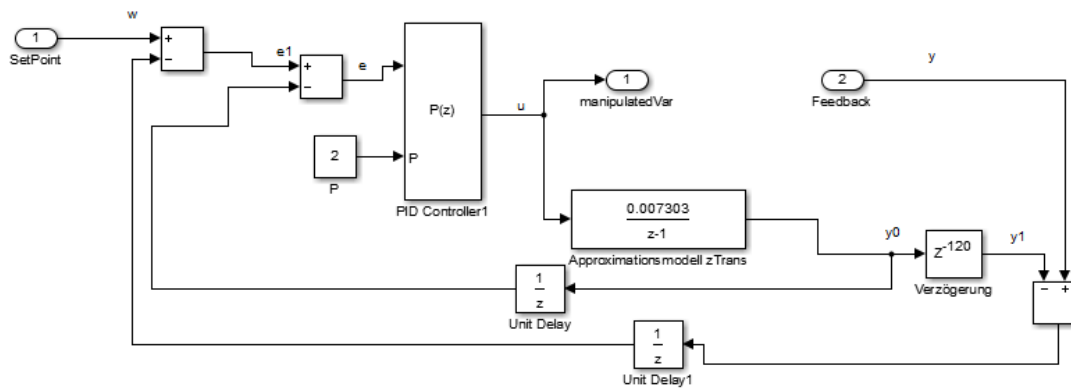 w
1
SetPoint
+
−
e1
+
−
e
P(z)
P
PID Controller1
2
P
u
1
manipulatedVar
2
Feedback
y
0.007303
z-1
Approximationsmodell zTrans
y0
Z-120
Verzögerung
y1
− +
1
z
Unit Delay
1
z
Unit Delay1